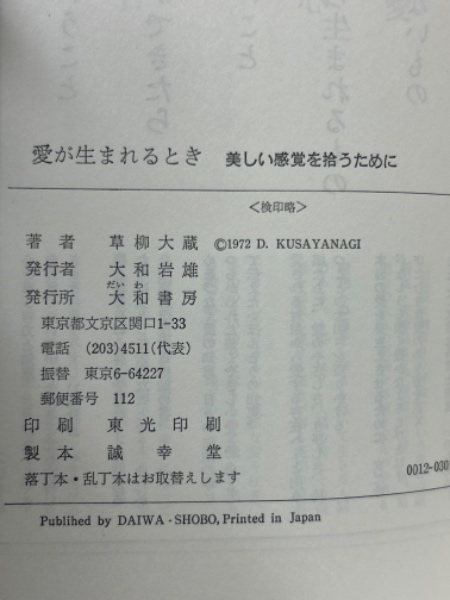 愛が生まれるとき 美しい感覚を拾うために
<検印略>
著者 草柳大蔵 ©1972 D. KUSAYANAGI
発行者 大和岩雄
発行所 大和書房
だいわ
東京都文京区関口1-33
電話 (203)4511(代表)
振替 東京6-64227
郵便番号 112
印刷 東光印刷
製本 誠幸堂
落丁本・乱丁本はお取替えします
0012-030
Publihed by DAIWA・SHOBO, Printed in Japan